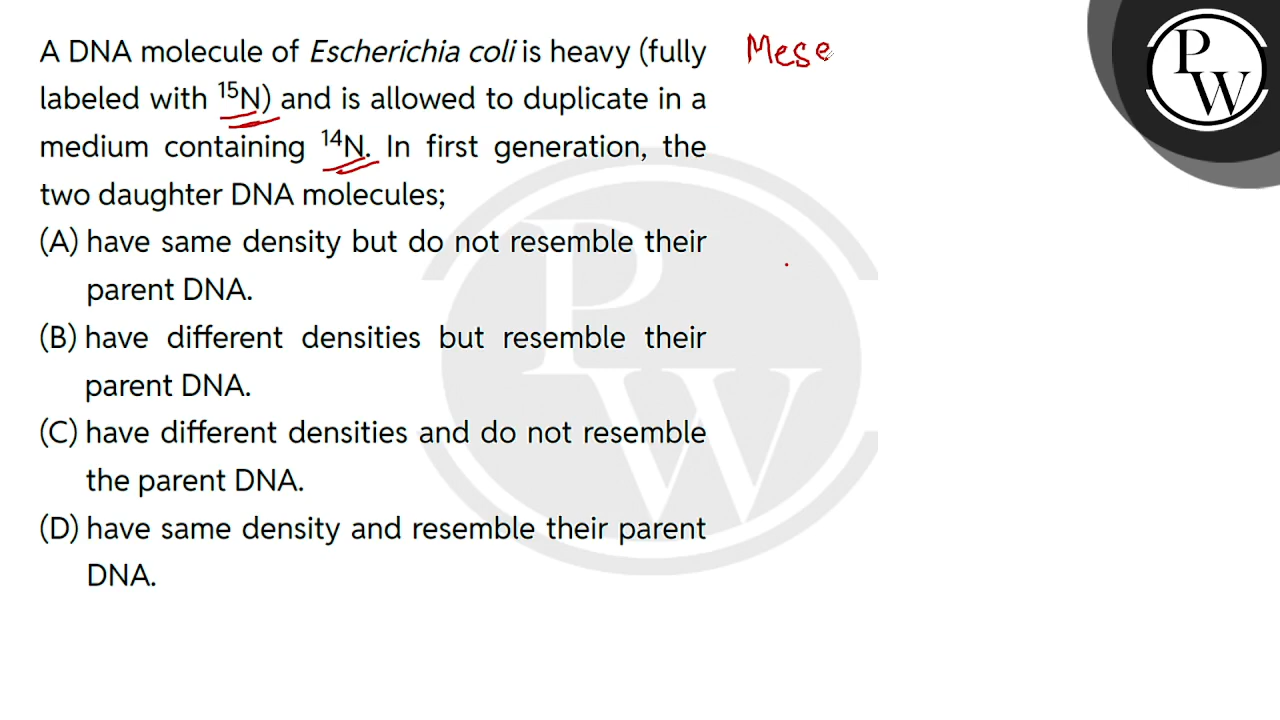 A DNA molecule of Escherichia coli is heavy (fully
labeled with ¹⁵N) and is allowed to duplicate in a
medium containing ¹⁴N. In first generation, the
two daughter DNA molecules;
(A) have same density but do not resemble their
parent DNA.
(B) have different densities but resemble their
parent DNA.
(C) have different densities and do not resemble
the parent DNA.
(D) have same density and resemble their parent
DNA.
Mese
P
W
P
W